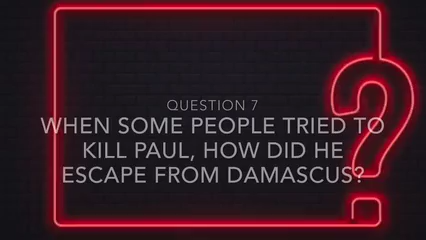 QUESTION 7
WHEN SOME PEOPLE TRIED TO
KILL PAUL, HOW DID HE
ESCAPE FROM DAMASCUS?